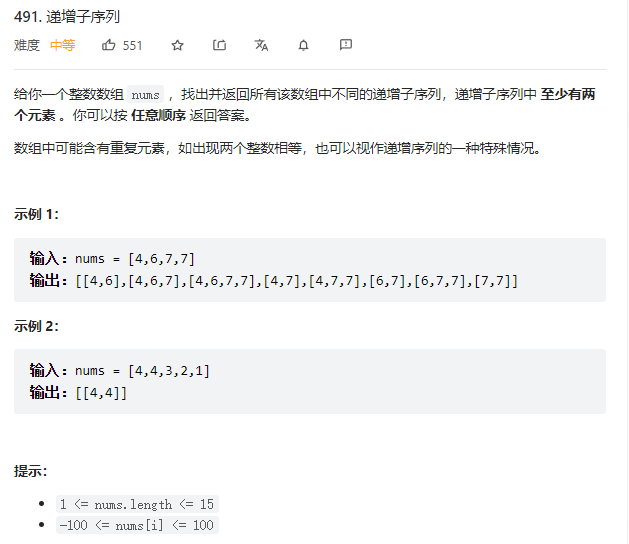 491. 递增子序列
难度 中等 551
给你一个整数数组 nums ，找出并返回所有该数组中不同的递增子序列，递增子序列中 至少有两
个元素 。你可以按 任意顺序 返回答案。
数组中可能含有重复元素，如出现两个整数相等，也可以视作递增序列的一种特殊情况。
示例 1：
输入：nums = [4,6,7,7]
输出：[[4,6],[4,6,7],[4,6,7,7],[4,7],[4,7,7],[6,7],[6,7,7],[7,7]]
示例 2：
输入：nums = [4,4,3,2,1]
输出：[[4,4]]
提示：
1 <= nums.length <= 15
-100 <= nums[i] <= 100